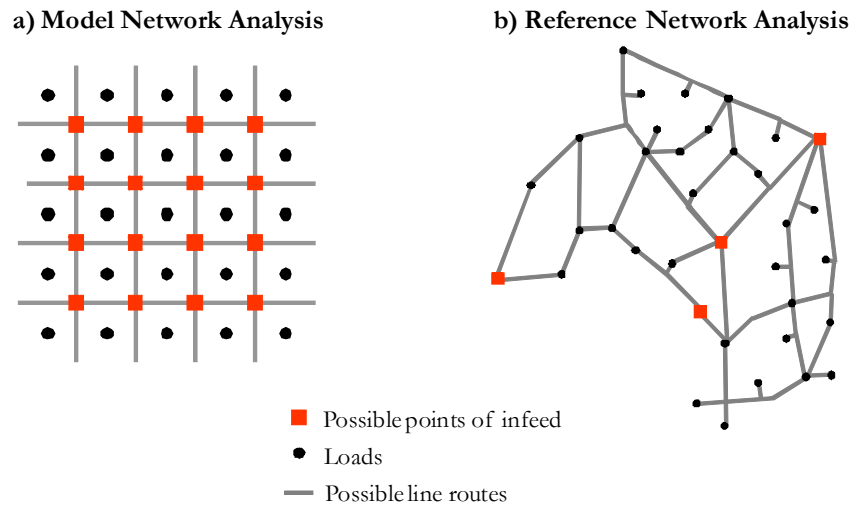 a) Model Network Analysis
b) Reference Network Analysis
Possible points of infeed
Loads
Possible line routes